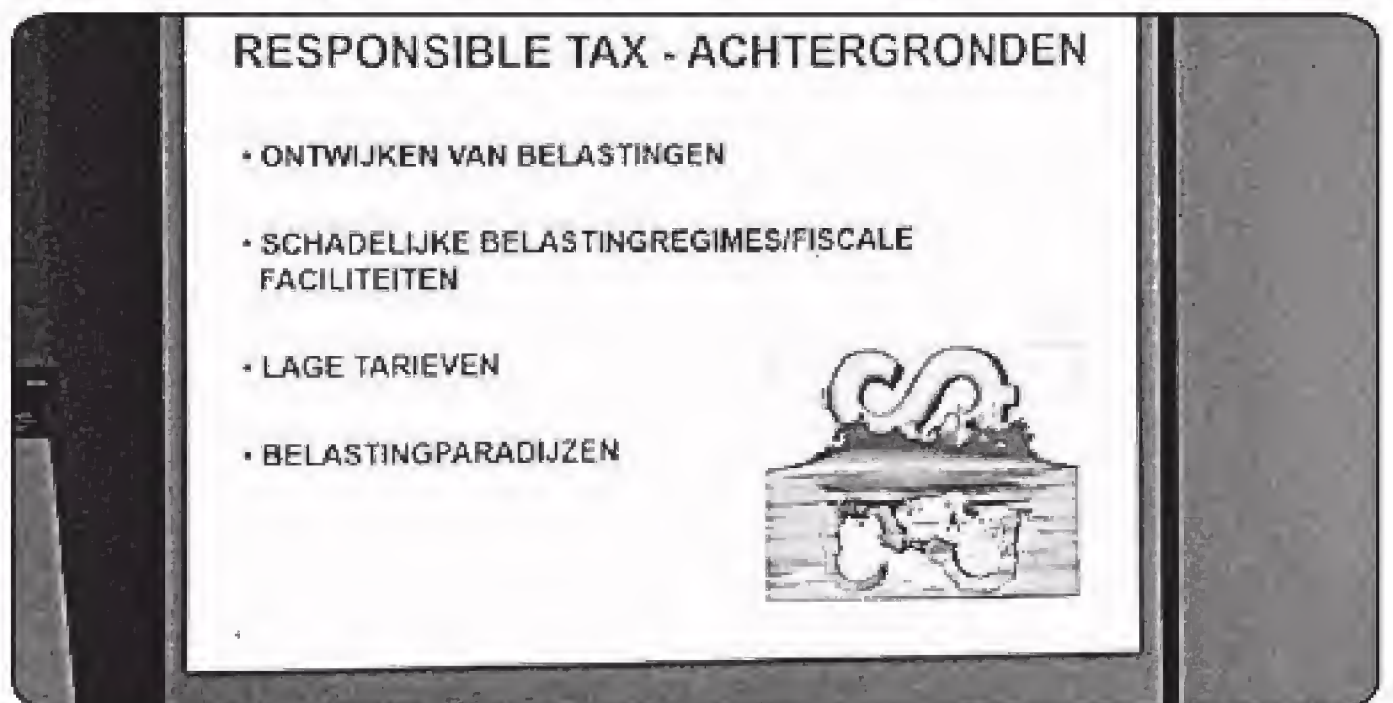 RESPONSIBLE TAX - ACHTERGRONDEN
• ONTWIJKEN VAN BELASTINGEN
• SCHADELIJKE BELASTINGREGIMES/FISCALE
FACILITEITEN
• LAGE TARIEVEN
• BELASTINGPARADIJZEN